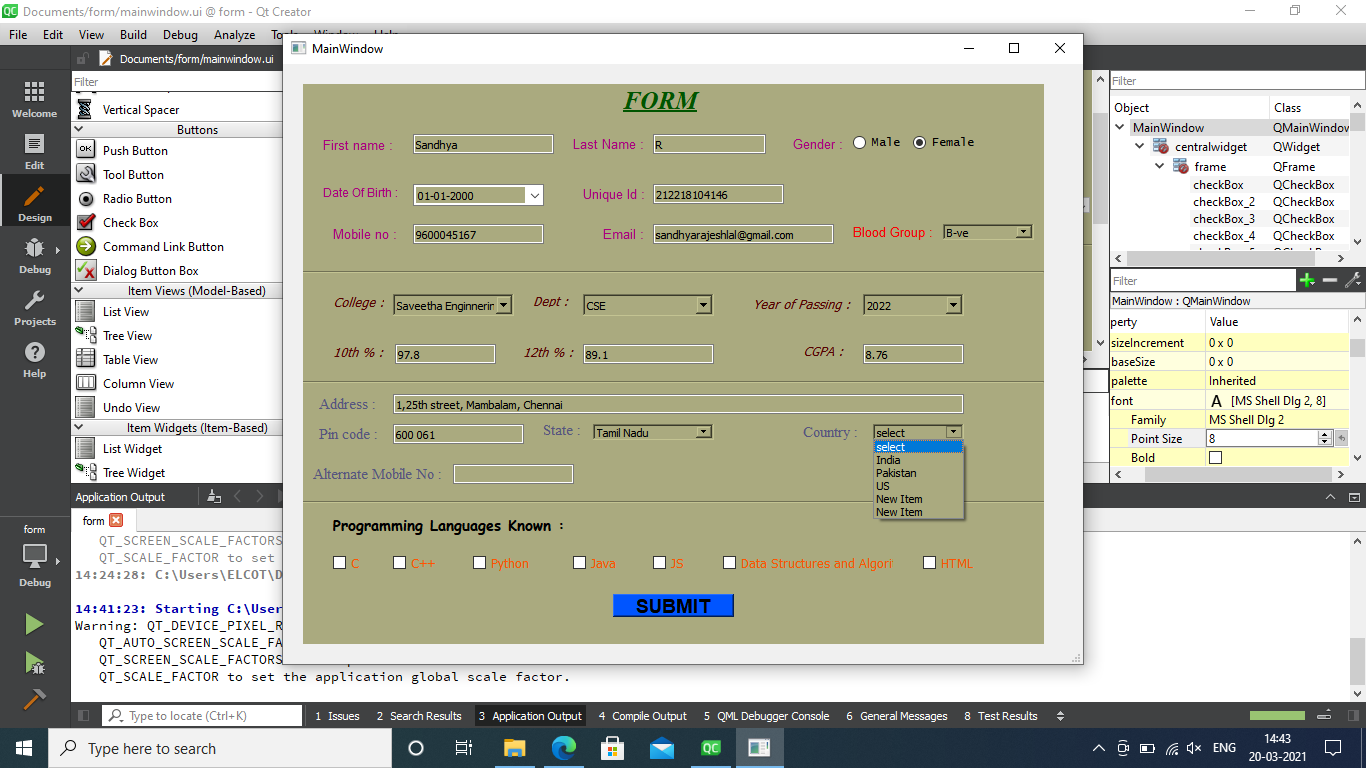 Documents/form/mainwindow.ui @ form - Qt Creator
File Edit View Build Debug Analyze
Documents/form/mainwindow.ui
MainWindow
Filter
Vertical Spacer
Buttons
Push Button
Tool Button
Radio Button
Check Box
Command Link Button
Dialog Button Box
Item Views (Model-Based)
List View
Tree View
Table View
Column View
Undo View
Item Widgets (Item-Based)
List Widget
Tree Widget
Welcome
Edit
Design
Debug
Projects
Help
form
Debug
FORM
First name : Sandhya Last Name : R Gender : Male Female
Date Of Birth : 01-01-2000 Unique Id : 212218104146
Mobile no : 9600045167 Email : sandhyarajeshlal@gmail.com Blood Group : B-ve
College : Saveetha Enginnerin Dept : CSE Year of Passing : 2022
10th % : 97.8 12th % : 89.1 CGPA : 8.76
Address : 1,25th street, Mambalam, Chennai
Pin code : 600 061 State : Tamil Nadu Country : select
select
India
Pakistan
US
New Item
New Item
Alternate Mobile No :
Programming Languages Known :
C C++ Python Java JS Data Structures and Algori HTML
SUBMIT
Filter
Object Class
MainWindow QMainWindow
centralwidget QWidget
frame QFrame
checkBox QCheckBox
checkBox_2 QCheckBox
checkBox_3 QCheckBox
checkBox_4 QCheckBox
Filter
MainWindow : QMainWindow
perty Value
sizeIncrement 0 x 0
baseSize 0 x 0
palette Inherited
font A [MS Shell Dlg 2, 8]
Family MS Shell Dlg 2
Point Size 8
Bold
Application Output
form
QT_SCREEN_SCALE_FACTORS
QT_SCALE_FACTOR to set
14:24:28: C:\Users\ELCOT\D
14:41:23: Starting C:\User
Warning: QT_DEVICE_PIXEL_R
QT_AUTO_SCREEN_SCALE_FA
QT_SCREEN_SCALE_FACTORS
QT_SCALE_FACTOR to set the application global scale factor.
Type to locate (Ctrl+K) 1 Issues 2 Search Results 3 Application Output 4 Compile Output 5 QML Debugger Console 6 General Messages 8 Test Results
Type here to search
ENG
14:43
20-03-2021